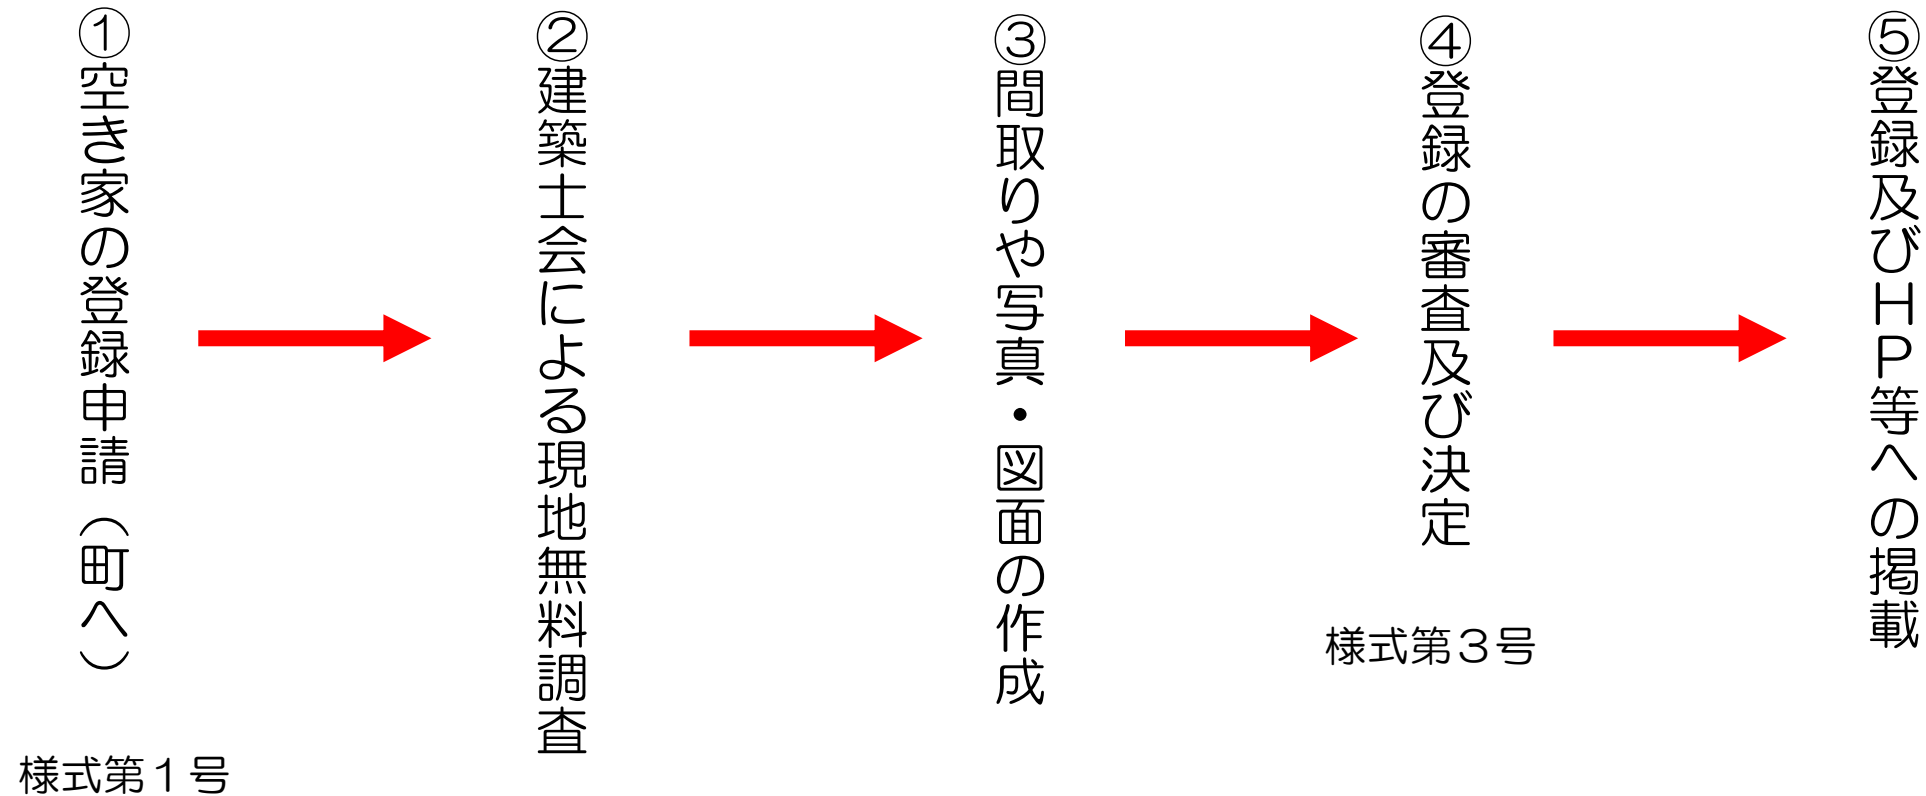 ①空き家の登録申請（町へ）
様式第１号
②建築士会による現地無料調査
③間取りや写真・図面の作成
④登録の審査及び決定
様式第３号
⑤登録及びＨＰ等への掲載